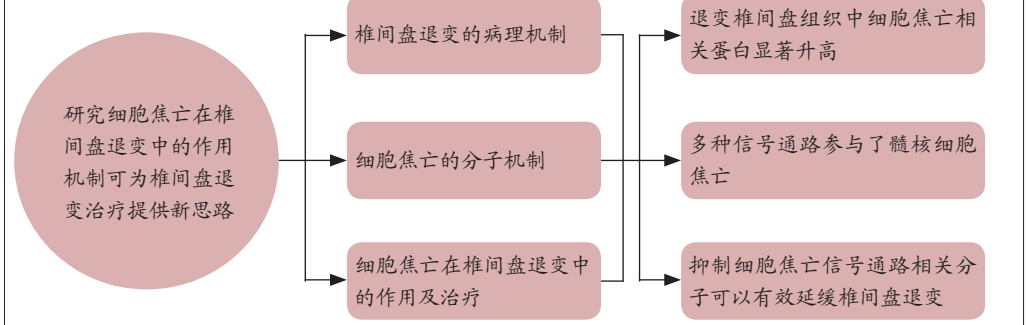 研究细胞焦亡在椎
间盘退变中的作用
机制可为椎间盘退
变治疗提供新思路
椎间盘退变的病理机制
细胞焦亡的分子机制
细胞焦亡在椎间盘退变中
的作用及治疗
退变椎间盘组织中细胞焦亡相
关蛋白显著升高
多种信号通路参与了髓核细胞
焦亡
抑制细胞焦亡信号通路相关分
子可以有效延缓椎间盘退变